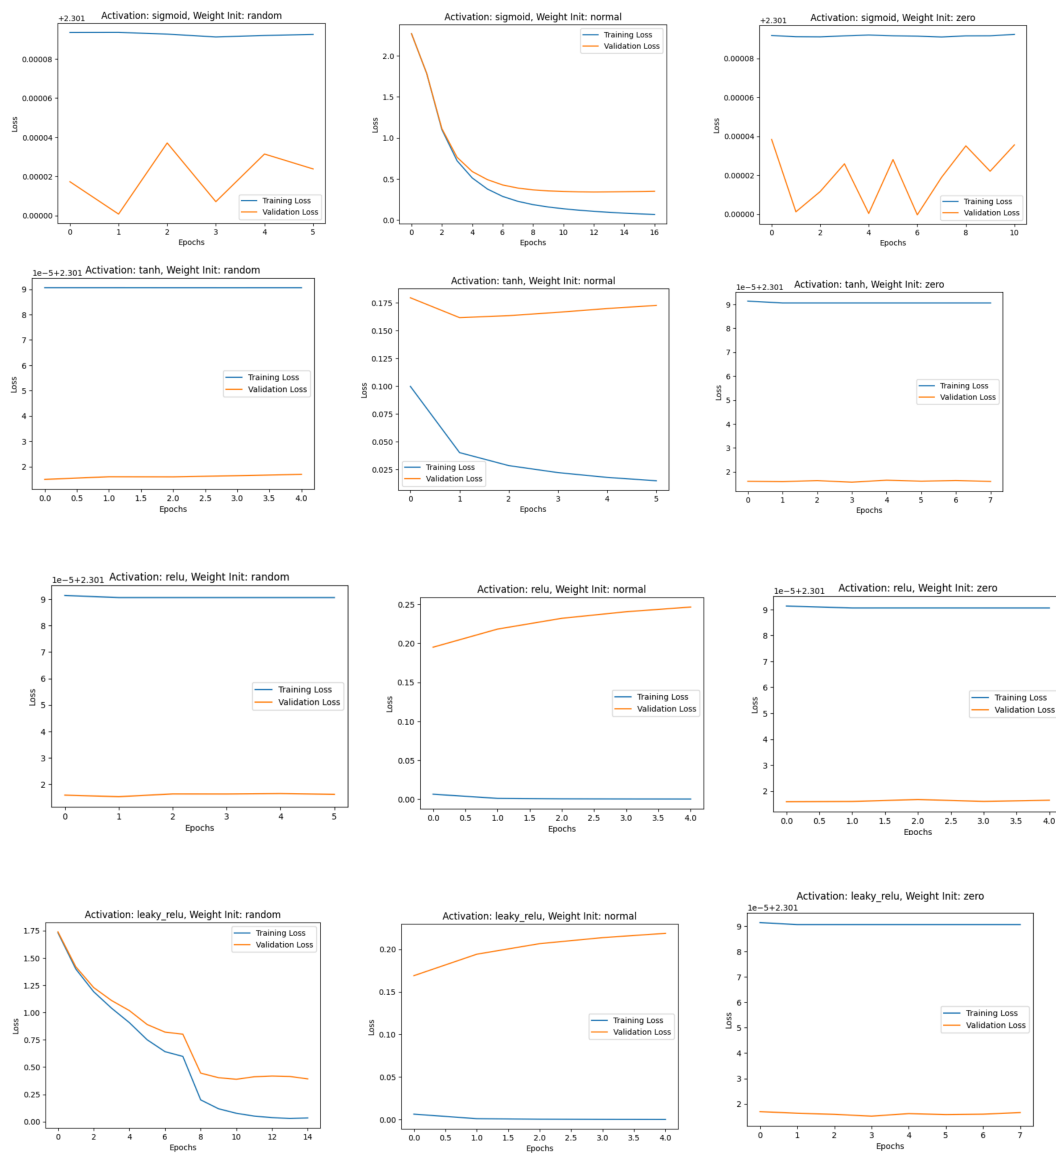 Activation: sigmoid, Weight Init: random
+2.301
0.00008
0.00006
0.00004
0.00002
0.00000
Loss
Training Loss
Validation Loss
0 1 2 3 4 5
Epochs
Activation: sigmoid, Weight Init: normal
2.0
1.5
1.0
0.5
0.0
Loss
Training Loss
Validation Loss
0 2 4 6 8 10 12 14 16
Epochs
Activation: sigmoid, Weight Init: zero
+2.301
0.00008
0.00006
0.00004
0.00002
0.00000
Loss
Training Loss
Validation Loss
0 2 4 6 8 10
Epochs
Activation: tanh, Weight Init: random
1e-5+2.301
9
8
7
6
5
4
3
2
Loss
Training Loss
Validation Loss
0.0 0.5 1.0 1.5 2.0 2.5 3.0 3.5 4.0
Epochs
Activation: tanh, Weight Init: normal
0.175
0.150
0.125
0.100
0.075
0.050
0.025
Loss
Training Loss
Validation Loss
0 1 2 3 4 5
Epochs
Activation: tanh, Weight Init: zero
1e-5+2.301
9
8
7
6
5
4
3
2
Loss
Training Loss
Validation Loss
0 1 2 3 4 5 6 7
Epochs
Activation: relu, Weight Init: random
1e-5+2.301
9
8
7
6
5
4
3
2
Loss
Training Loss
Validation Loss
0 1 2 3 4 5
Epochs
Activation: relu, Weight Init: normal
0.25
0.20
0.15
0.10
0.05
0.00
Loss
Training Loss
Validation Loss
0.0 0.5 1.0 1.5 2.0 2.5 3.0 3.5 4.0
Epochs
Activation: relu, Weight Init: zero
1e-5+2.301
9
8
7
6
5
4
3
2
Loss
Training Loss
Validation Loss
0.0 0.5 1.0 1.5 2.0 2.5 3.0 3.5 4.0
Epochs
Activation: leaky_relu, Weight Init: random
1.75
1.50
1.25
1.00
0.75
0.50
0.25
0.00
Loss
Training Loss
Validation Loss
0 2 4 6 8 10 12 14
Epochs
Activation: leaky_relu, Weight Init: normal
0.20
0.15
0.10
0.05
0.00
Loss
Training Loss
Validation Loss
0.0 0.5 1.0 1.5 2.0 2.5 3.0 3.5 4.0
Epochs
Activation: leaky_relu, Weight Init: zero
1e-5+2.301
9
8
7
6
5
4
3
2
Loss
Training Loss
Validation Loss
0 1 2 3 4 5 6 7
Epochs